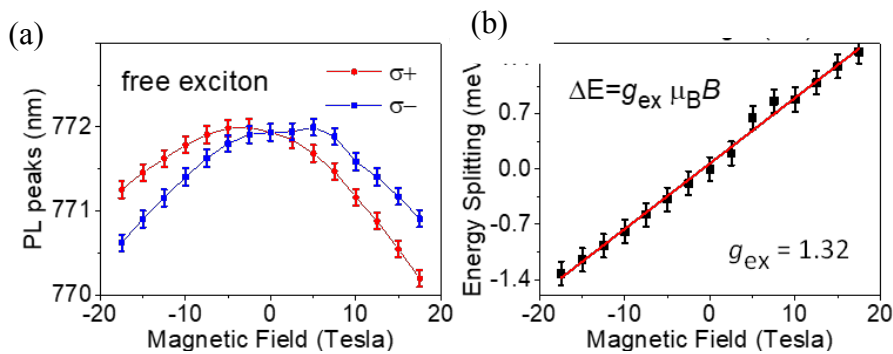 (a)
free exciton
σ+
σ−
772
771
770
PL peaks (nm)
-20
-10
0
10
20
Magnetic Field (Tesla)
(b)
ΔE=gex μBB
0.7
0.0
-0.7
-1.4
Energy Splitting (meV
gex = 1.32
-20
-10
0
10
20
Magnetic Field (Tesla)